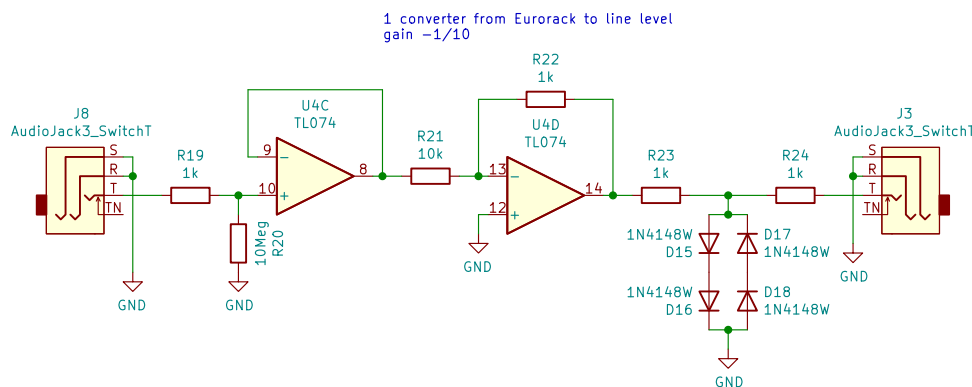 1 converter from Eurorack to line level
gain -1/10
J8
AudioJack3_SwitchT
S
R
T
TN
GND
R19
1k
10Meg
R20
GND
U4C
TL074
9
10
8
R21
10k
R22
1k
U4D
TL074
13
12
14
GND
R23
1k
1N4148W
D15
1N4148W
D16
D17
1N4148W
D18
1N4148W
GND
R24
1k
J3
AudioJack3_SwitchT
S
R
T
TN
GND